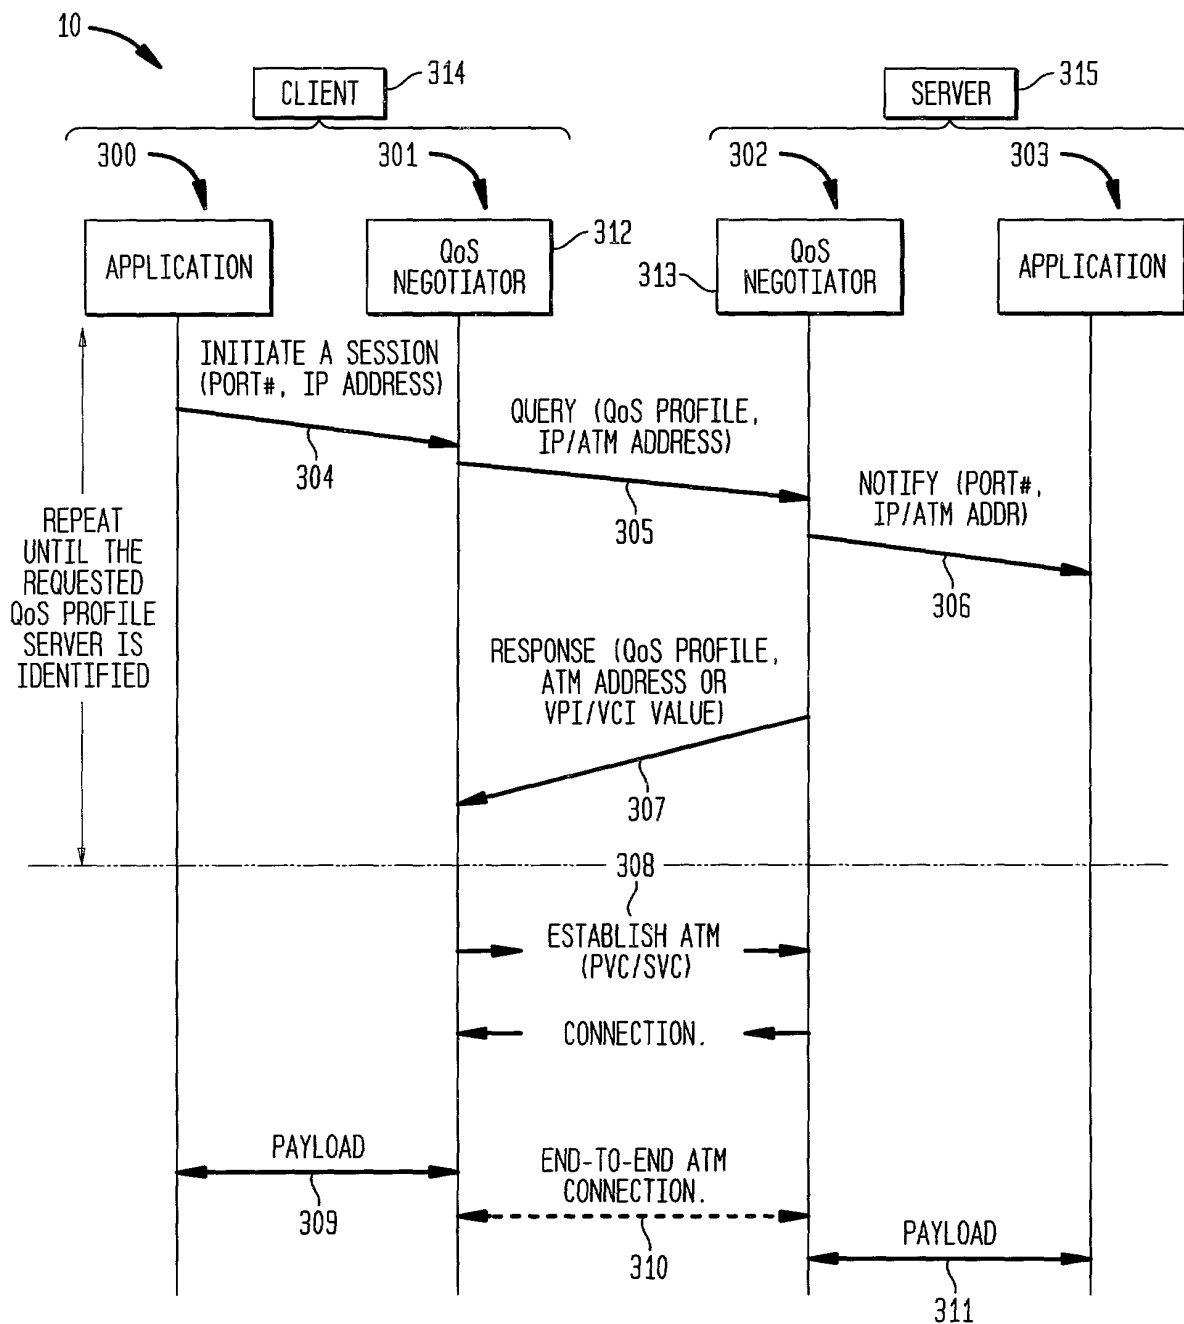 10
CLIENT
314
SERVER
315
300
301
302
303
APPLICATION
QoS
NEGOTIATOR
312
313
QoS
NEGOTIATOR
APPLICATION
INITIATE A SESSION
(PORT#, IP ADDRESS)
304
QUERY (QoS PROFILE,
IP/ATM ADDRESS)
305
NOTIFY (PORT#,
IP/ATM ADDR)
306
REPEAT
UNTIL THE
REQUESTED
QoS PROFILE
SERVER IS
IDENTIFIED
RESPONSE (QoS PROFILE,
ATM ADDRESS OR
VPI/VCI VALUE)
307
308
ESTABLISH ATM
(PVC/SVC)
CONNECTION.
PAYLOAD
309
END-TO-END ATM
CONNECTION.
310
PAYLOAD
311